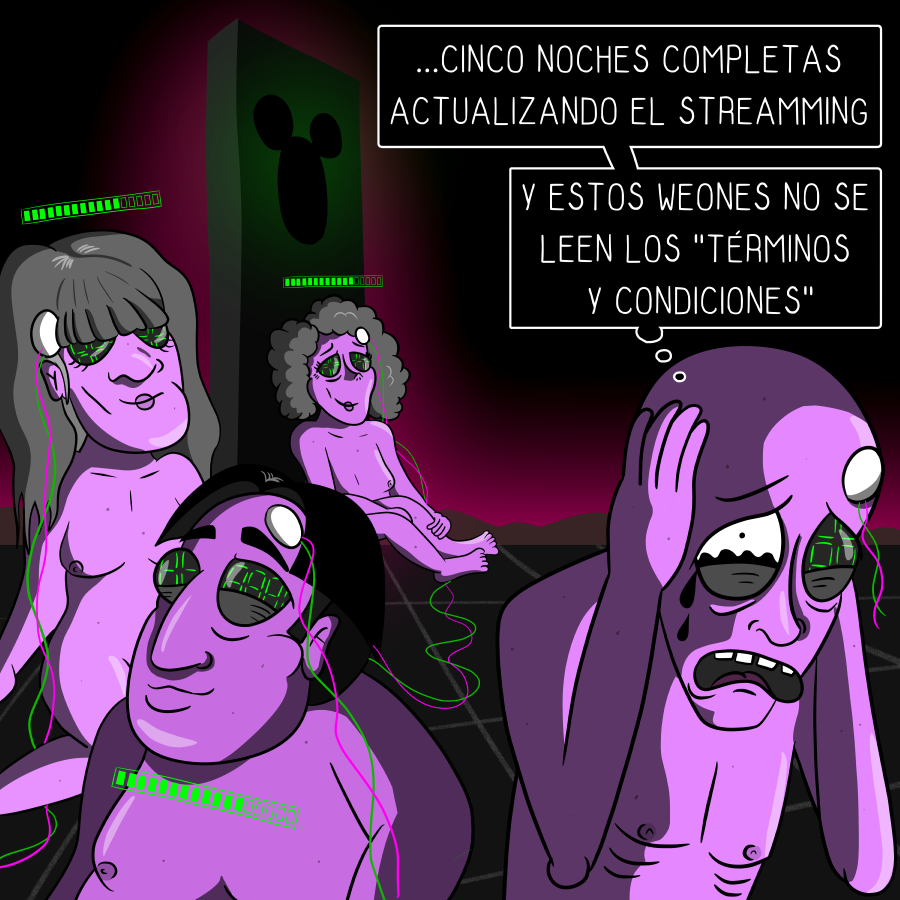 ...CINCO NOCHES COMPLETAS
ACTUALIZANDO EL STREAMMING
Y ESTOS WEONES NO SE
LEEN LOS "TÉRMINOS
Y CONDICIONES"